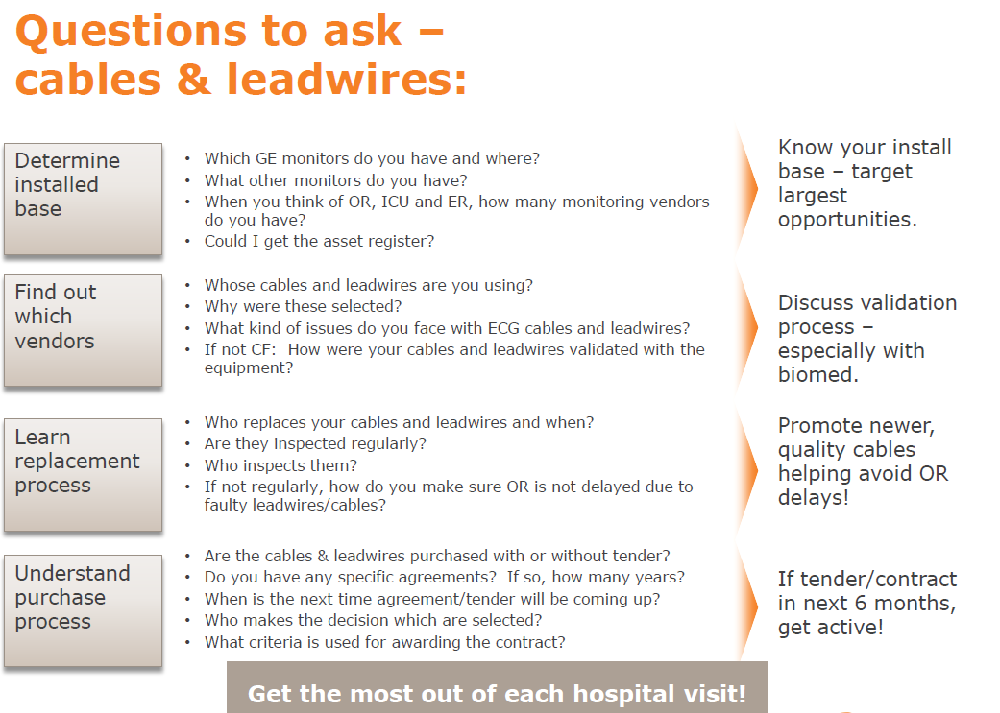 Questions to ask –
cables & leadwires:
Determine
installed
base
• Which GE monitors do you have and where?
• What other monitors do you have?
• When you think of OR, ICU and ER, how many monitoring vendors
do you have?
• Could I get the asset register?
Know your install
base – target
largest
opportunities.
Find out
which
vendors
• Whose cables and leadwires are you using?
• Why were these selected?
• What kind of issues do you face with ECG cables and leadwires?
• If not CF:  How were your cables and leadwires validated with the
equipment?
Discuss validation
process –
especially with
biomed.
Learn
replacement
process
• Who replaces your cables and leadwires and when?
• Are they inspected regularly?
• Who inspects them?
• If not regularly, how do you make sure OR is not delayed due to
faulty leadwires/cables?
Promote newer,
quality cables
helping avoid OR
delays!
Understand
purchase
process
• Are the cables & leadwires purchased with or without tender?
• Do you have any specific agreements?  If so, how many years?
• When is the next time agreement/tender will be coming up?
• Who makes the decision which are selected?
• What criteria is used for awarding the contract?
If tender/contract
in next 6 months,
get active!
Get the most out of each hospital visit!